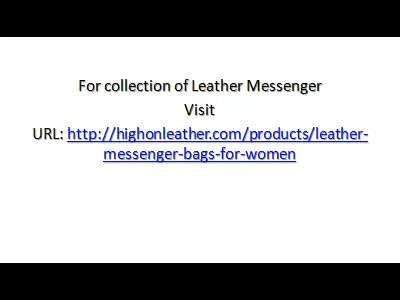 For collection of Leather Messenger
Visit
URL: http://highonleather.com/products/leather-
messenger-bags-for-women